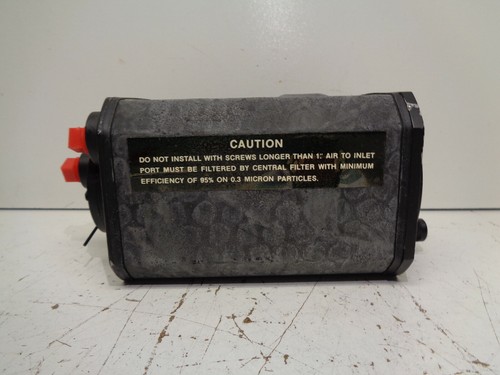 CAUTION
DO NOT INSTALL WITH SCREWS LONGER THAN 1". AIR TO INLET
PORT MUST BE FILTERED BY CENTRAL FILTER WITH MINIMUM
EFFICIENCY OF 95% ON 0.3 MICRON PARTICLES.